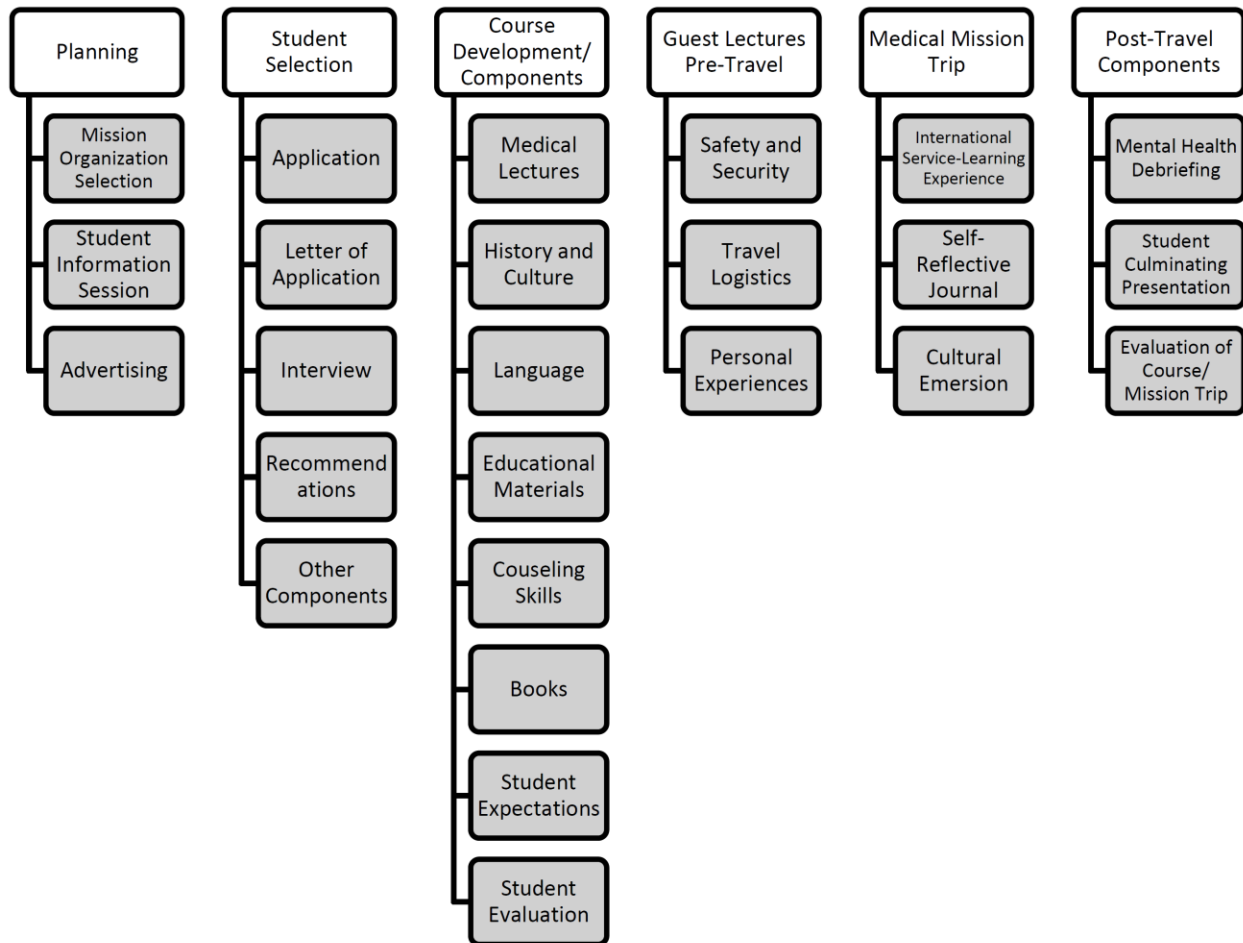 Planning
Mission
Organization
Selection
Student
Information
Session
Advertising
Student
Selection
Application
Letter of
Application
Interview
Recommend
ations
Other
Components
Course
Development/
Components
Medical
Lectures
History and
Culture
Language
Educational
Materials
Couseling
Skills
Books
Student
Expectations
Student
Evaluation
Guest Lectures
Pre-Travel
Safety and
Security
Travel
Logistics
Personal
Experiences
Medical Mission
Trip
International
Service-Learning
Experience
Self-
Reflective
Journal
Cultural
Emersion
Post-Travel
Components
Mental Health
Debriefing
Student
Culminating
Presentation
Evaluation of
Course/
Mission Trip